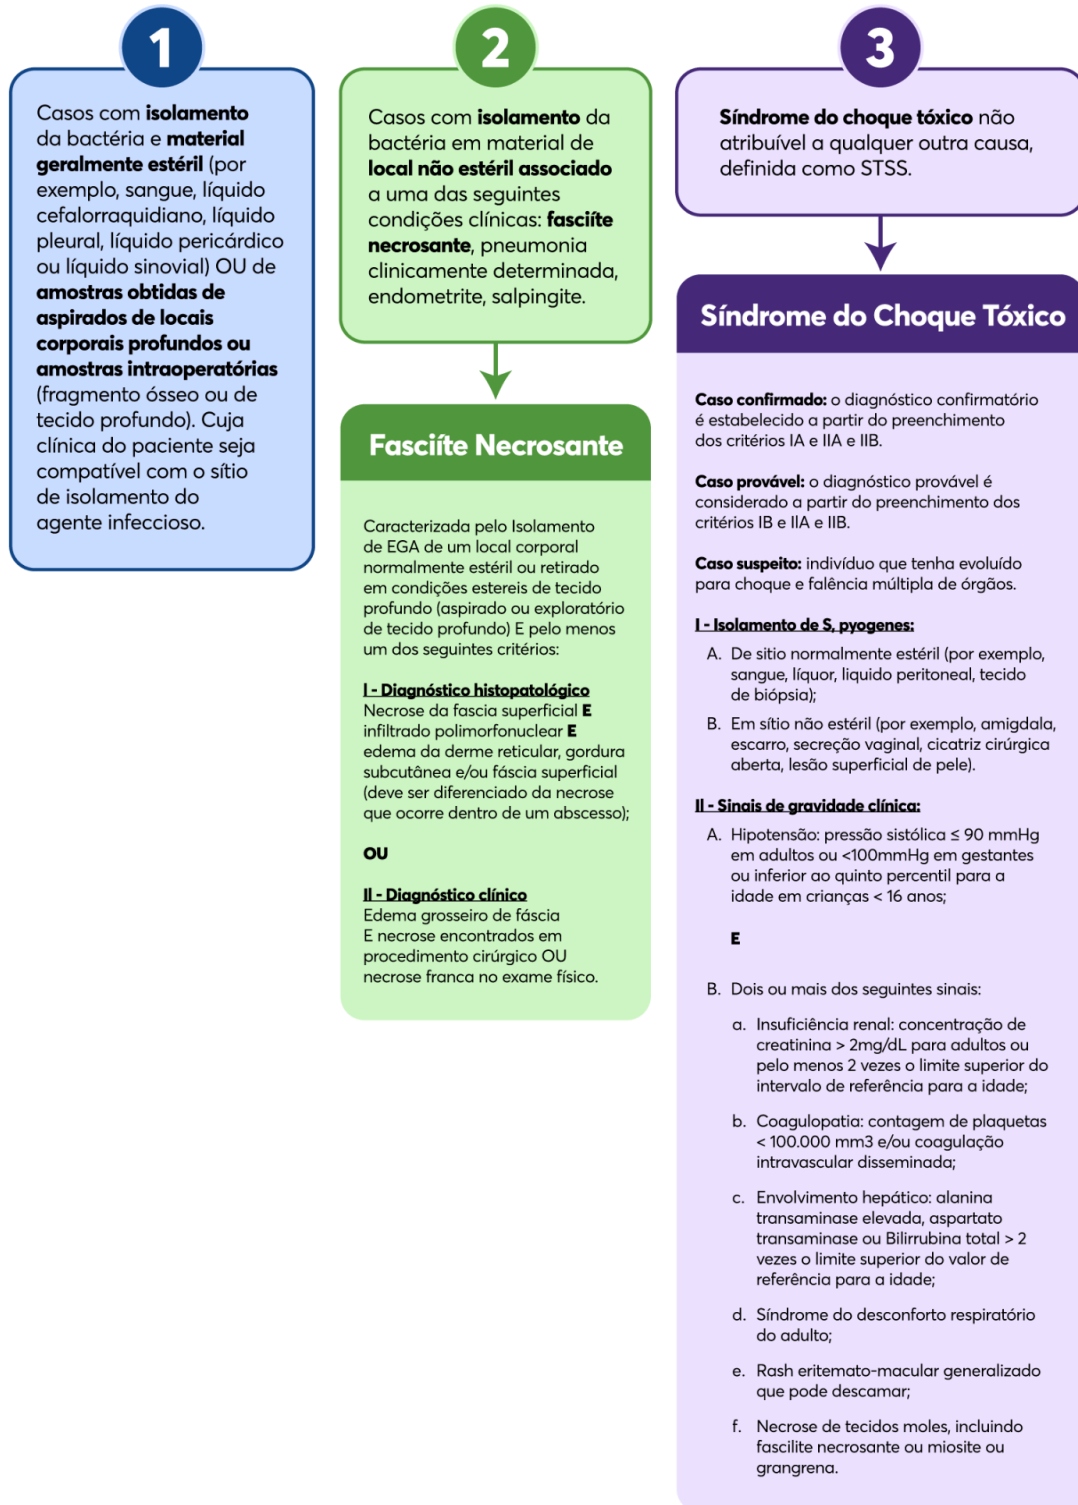 1
Casos com isolamento
da bactéria e material
geralmente estéril (por
exemplo, sangue, líquido
cefalorraquidiano, líquido
pleural, líquido pericárdico
ou líquido sinovial) OU de
amostras obtidas de
aspirados de locais
corporais profundos ou
amostras intraoperatórias
(fragmento ósseo ou de
tecido profundo). Cuja
clínica do paciente seja
compatível com o sítio
de isolamento do
agente infeccioso.
2
Casos com isolamento da
bactéria em material de
local não estéril associado
a uma das seguintes
condições clínicas: fasciíte
necrosante, pneumonia
clinicamente determinada,
endometrite, salpingite.
Fasciíte Necrosante
Caracterizada pelo Isolamento
de EGA de um local corporal
normalmente estéril ou retirado
em condições estereis de tecido
profundo (aspirado ou exploratório
de tecido profundo) E pelo menos
um dos seguintes critérios:
I - Diagnóstico histopatológico
Necrose da fascia superficial E
infiltrado polimorfonuclear E
edema da derme reticular, gordura
subcutânea e/ou fáscia superficial
(deve ser diferenciado da necrose
que ocorre dentro de um abscesso);
OU
II - Diagnóstico clínico
Edema grosseiro de fáscia
E necrose encontrados em
procedimento cirúrgico OU
necrose franca no exame físico.
3
Síndrome do choque tóxico não
atribuível a qualquer outra causa,
definida como STSS.
Síndrome do Choque Tóxico
Caso confirmado: o diagnóstico confirmatório
é estabelecido a partir do preenchimento
dos critérios IA e IIA e IIB.
Caso provável: o diagnóstico provável é
considerado a partir do preenchimento dos
critérios IB e IIA e IIB.
Caso suspeito: indivíduo que tenha evoluído
para choque e falência múltipla de órgãos.
I - Isolamento de S, pyogenes:
A. De sitio normalmente estéril (por exemplo,
sangue, líquor, liquido peritoneal, tecido
de biópsia);
B. Em sítio não estéril (por exemplo, amigdala,
escarro, secreção vaginal, cicatriz cirúrgica
aberta, lesão superficial de pele).
II - Sinais de gravidade clínica:
A. Hipotensão: pressão sistólica ≤ 90 mmHg
em adultos ou <100mmHg em gestantes
ou inferior ao quinto percentil para a
idade em crianças < 16 anos;
E
B. Dois ou mais dos seguintes sinais:
a. Insuficiência renal: concentração de
creatinina > 2mg/dL para adultos ou
pelo menos 2 vezes o limite superior do
intervalo de referência para a idade;
b. Coagulopatia: contagem de plaquetas
< 100.000 mm3 e/ou coagulação
intravascular disseminada;
c. Envolvimento hepático: alanina
transaminase elevada, aspartato
transaminase ou Bilirrubina total > 2
vezes o limite superior do valor de
referência para a idade;
d. Síndrome do desconforto respiratório
do adulto;
e. Rash eritemato-macular generalizado
que pode descamar;
f. Necrose de tecidos moles, incluindo
fascilite necrosante ou miosite ou
grangrena.